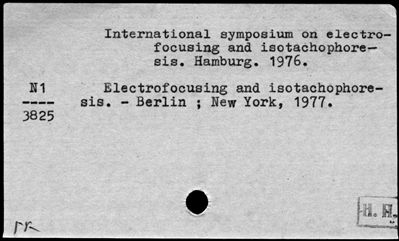 International symposium on electro-
focusing and isotachophore-
sis. Hamburg. 1976.
N1
----
3825
Electrofocusing and isotachophore-
sis. - Berlin ; New York, 1977.
H. H.